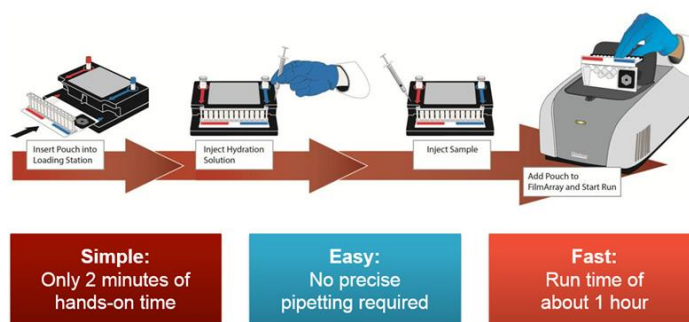 Insert Pouch into
Loading Station
Inject Hydration
Solution
Inject Sample
Add Pouch to
FilmArray and Start Run
Simple:
Only 2 minutes of
hands-on time
Easy:
No precise
pipetting required
Fast:
Run time of
about 1 hour